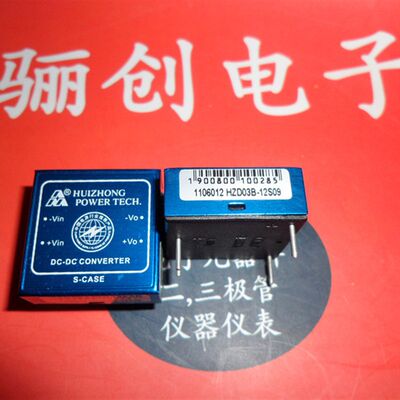 骊创电子
HUIZHONG
POWER TECH.
-Vin -Vo
+Vin +Vo
DC-DC CONVERTER
S-CASE
1900800100285
1106012 HZD03B-12S09
二,三极管
仪器仪表